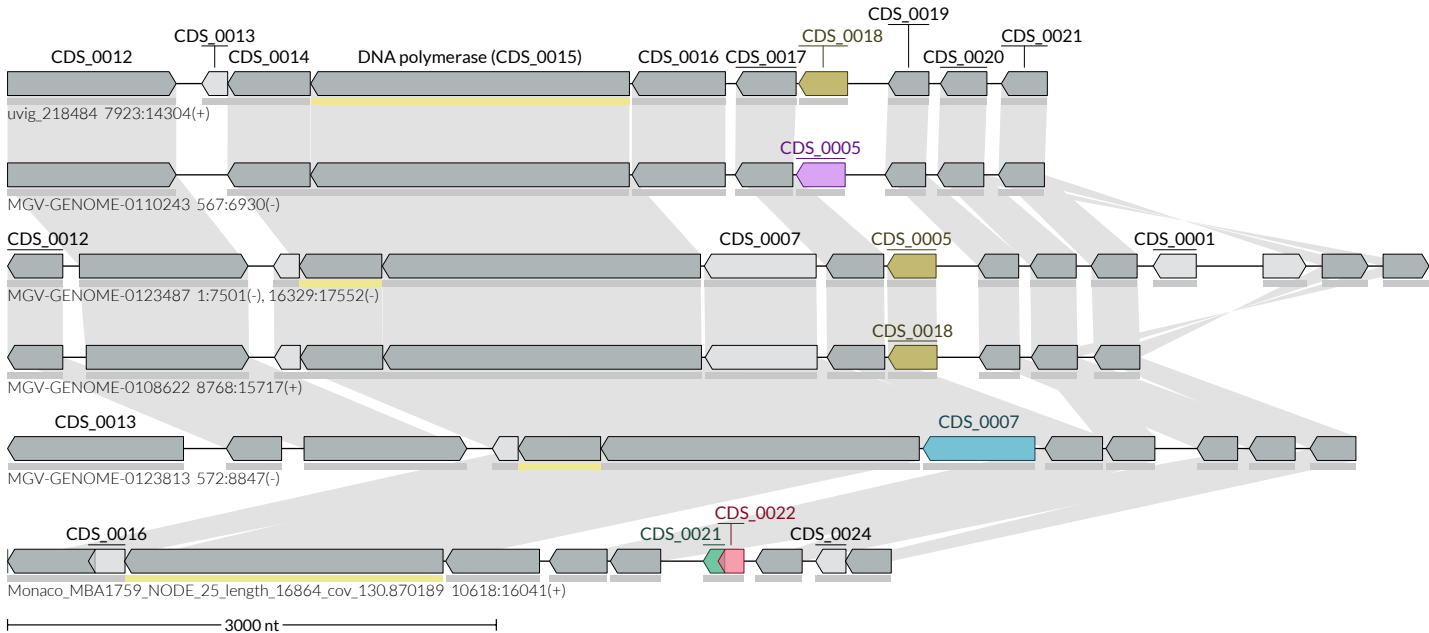 CDS_0019
CDS_0013 CDS_0018 CDS_0021
CDS_0012 CDS_0014 DNA polymerase (CDS_0015) CDS_0016 CDS_0017 CDS_0020
uvig_218484 7923:14304(+)
CDS_0005
MGV-GENOME-0110243 567:6930(-)
CDS_0012 CDS_0007 CDS_0005 CDS_0001
MGV-GENOME-0123487 1:7501(-), 16329:17552(-)
CDS_0018
MGV-GENOME-0108622 8768:15717(+)
CDS_0013 CDS_0007
MGV-GENOME-0123813 572:8847(-)
CDS_0022
CDS_0016 CDS_0021 CDS_0024
Monaco_MBA1759_NODE_25_length_16864_cov_130.870189 10618:16041(+)
3000 nt